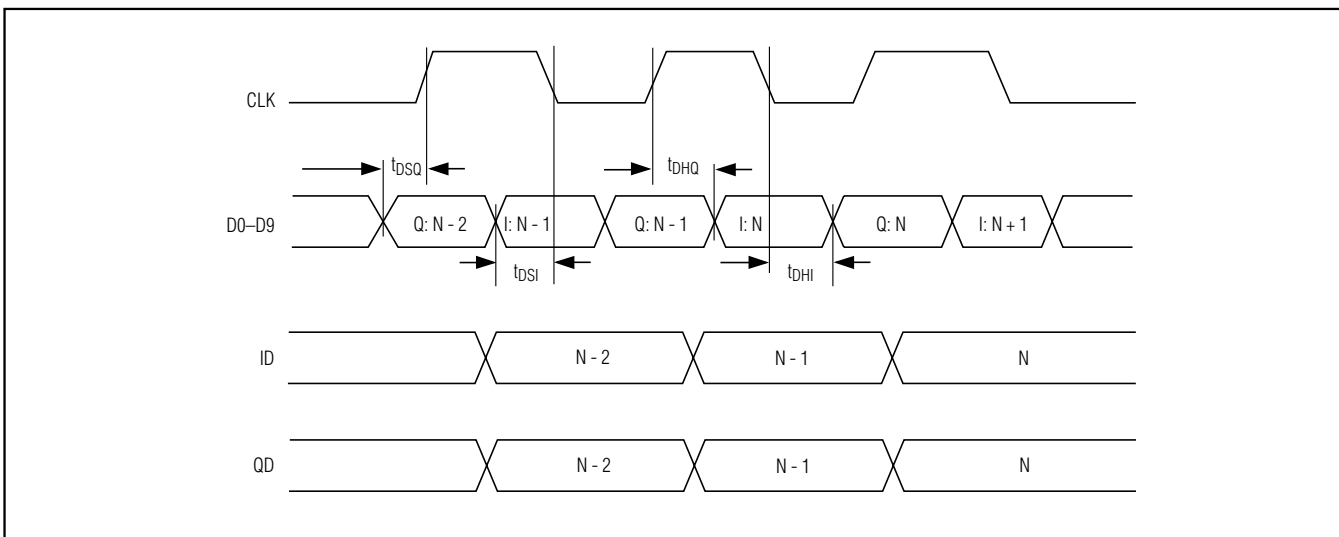 CLK
tDSQ
tDHQ
D0–D9
Q: N - 2
I: N - 1
Q: N - 1
I: N
Q: N
I: N + 1
tDSI
tDHI
ID
N - 2
N - 1
N
QD
N - 2
N - 1
N